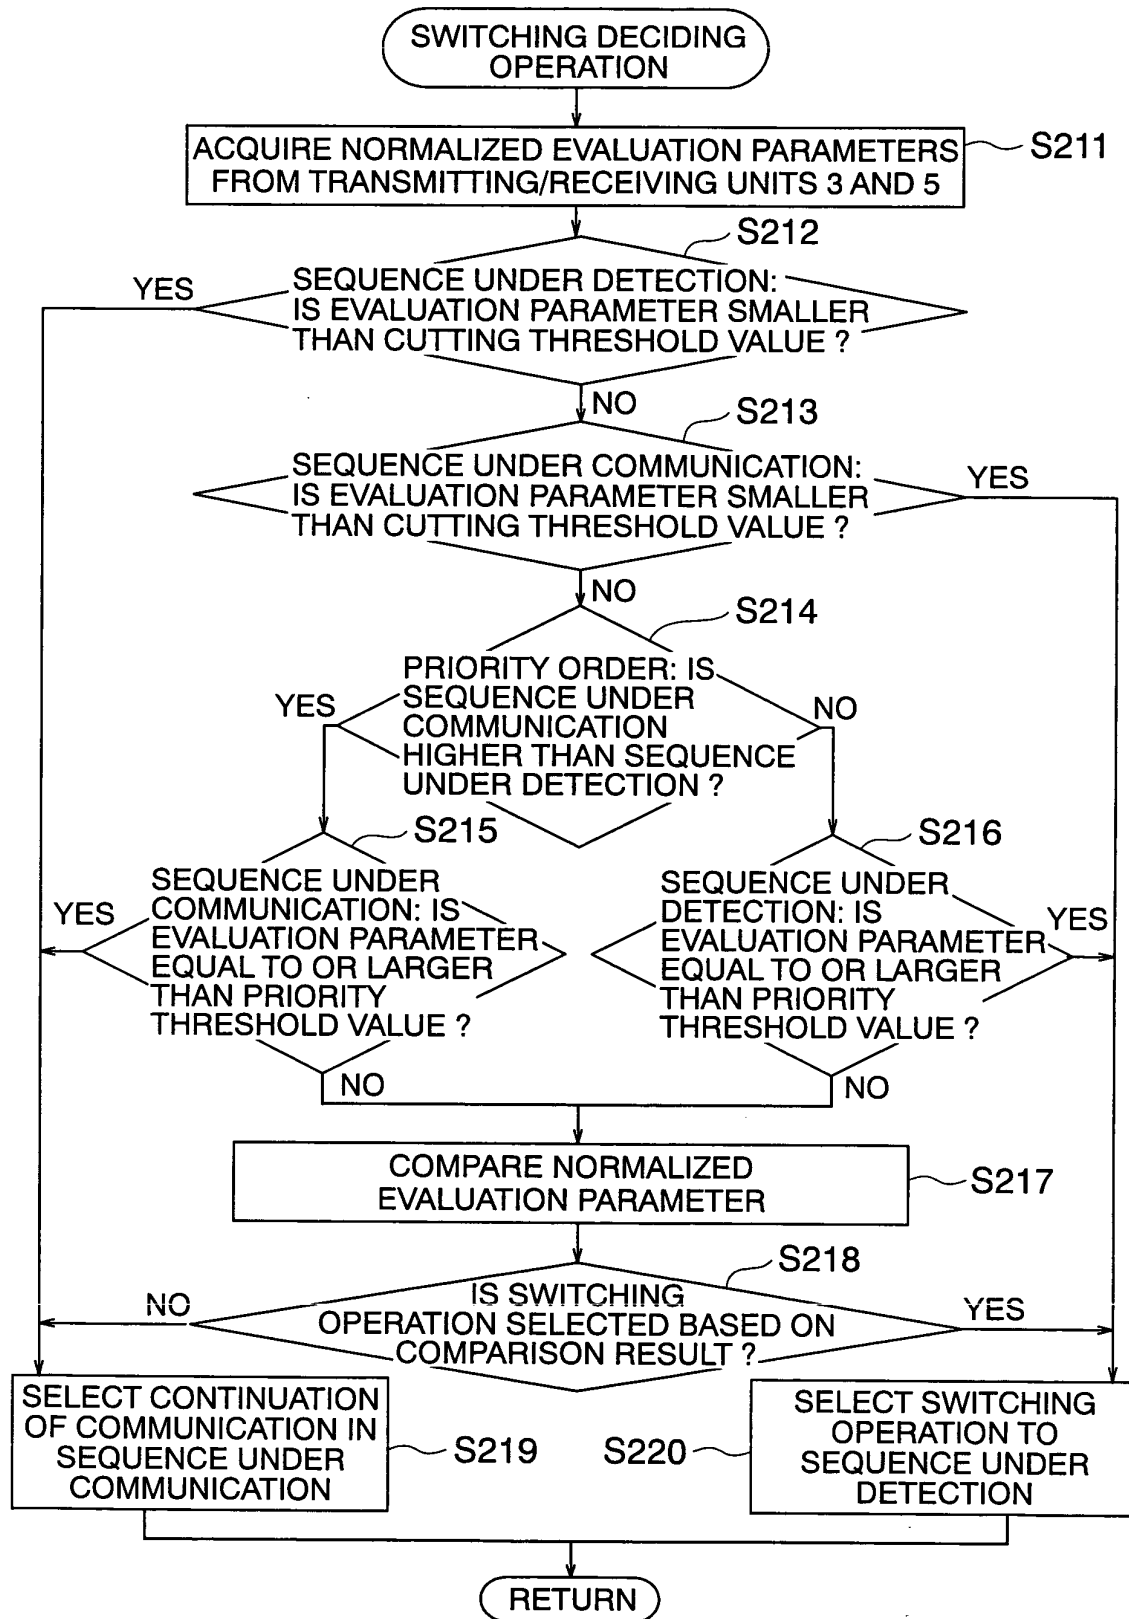 SWITCHING DECIDING
OPERATION
ACQUIRE NORMALIZED EVALUATION PARAMETERS
FROM TRANSMITTING/RECEIVING UNITS 3 AND 5
S211
S212
YES
SEQUENCE UNDER DETECTION:
IS EVALUATION PARAMETER SMALLER
THAN CUTTING THRESHOLD VALUE ?
NO
S213
SEQUENCE UNDER COMMUNICATION:
IS EVALUATION PARAMETER SMALLER
THAN CUTTING THRESHOLD VALUE ?
YES
NO
S214
PRIORITY ORDER: IS
SEQUENCE UNDER
COMMUNICATION
HIGHER THAN SEQUENCE
UNDER DETECTION ?
YES
NO
S215
SEQUENCE UNDER
COMMUNICATION: IS
EVALUATION PARAMETER
EQUAL TO OR LARGER
THAN PRIORITY
THRESHOLD VALUE ?
YES
NO
S216
SEQUENCE UNDER
DETECTION: IS
EVALUATION PARAMETER
EQUAL TO OR LARGER
THAN PRIORITY
THRESHOLD VALUE ?
YES
NO
COMPARE NORMALIZED
EVALUATION PARAMETER
S217
S218
NO
IS SWITCHING
OPERATION SELECTED BASED ON
COMPARISON RESULT ?
YES
SELECT CONTINUATION
OF COMMUNICATION IN
SEQUENCE UNDER
COMMUNICATION
S219
S220
SELECT SWITCHING
OPERATION TO
SEQUENCE UNDER
DETECTION
RETURN